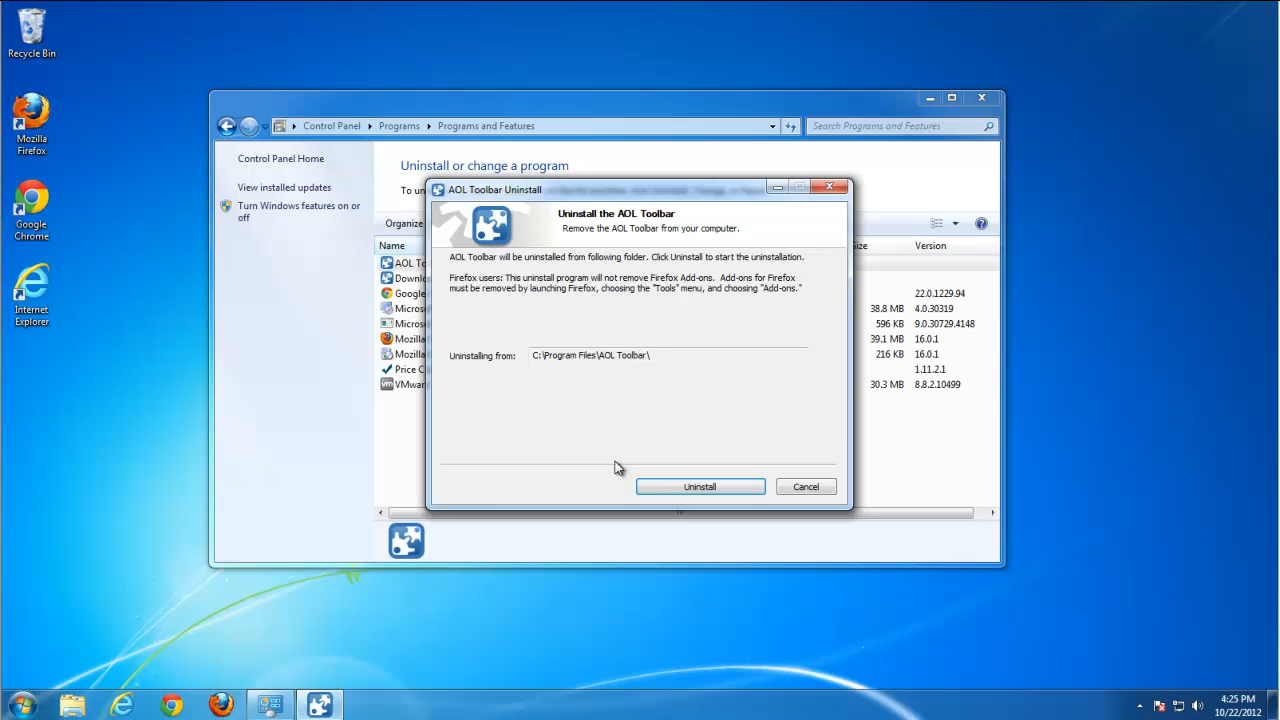 Recycle Bin
Mozilla
Firefox
Google
Chrome
Internet
Explorer
Control Panel
Programs
Programs and Features
Search Programs and Features
Control Panel Home
View installed updates
Turn Windows features on or
off
Uninstall or change a program
To un
Organize
Name
Size
Version
AOL To
Downlo
Google
22.0.1229.94
Micros
38.8 MB 4.0.30319
Micros
596 KB 9.0.30729.4148
Mozilla
39.1 MB 16.0.1
Mozilla
216 KB 16.0.1
Price C
1.11.2.1
VMwar
30.3 MB 8.8.2.10499
AOL Toolbar Uninstall
Uninstall the AOL Toolbar
Remove the AOL Toolbar from your computer.
AOL Toolbar will be uninstalled from following folder. Click Uninstall to start the uninstallation.
Firefox users: This uninstall program will not remove Firefox Add-ons. Add-ons for Firefox
must be removed by launching Firefox, choosing the "Tools" menu, and choosing "Add-ons."
Uninstalling from: C:\Program Files\AOL Toolbar\
Uninstall
Cancel
4:25 PM
10/22/2012